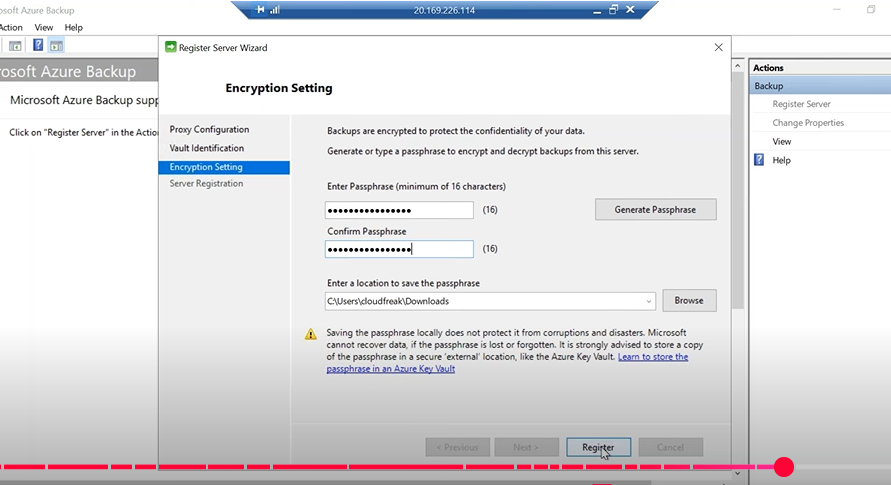 osoft Azure Backup
20.169.226.114
Action View Help
Register Server Wizard
rosoft Azure Backup
Microsoft Azure Backup supp
Click on "Register Server" in the Action
Encryption Setting
Proxy Configuration
Vault Identification
Encryption Setting
Server Registration
Backups are encrypted to protect the confidentiality of your data.
Generate or type a passphrase to encrypt and decrypt backups from this server.
Enter Passphrase (minimum of 16 characters)
(16)
Generate Passphrase
Confirm Passphrase
(16)
Enter a location to save the passphrase
C:\Users\cloudfreak\Downloads
Browse
Saving the passphrase locally does not protect it from corruptions and disasters. Microsoft
cannot recover data, if the passphrase is lost or forgotten. It is strongly advised to store a copy
of the passphrase in a secure 'external' location, like the Azure Key Vault. Learn to store the
passphrase in an Azure Key Vault
< Previous Next > Register Cancel
Actions
Backup
Register Server
Change Properties
View
Help